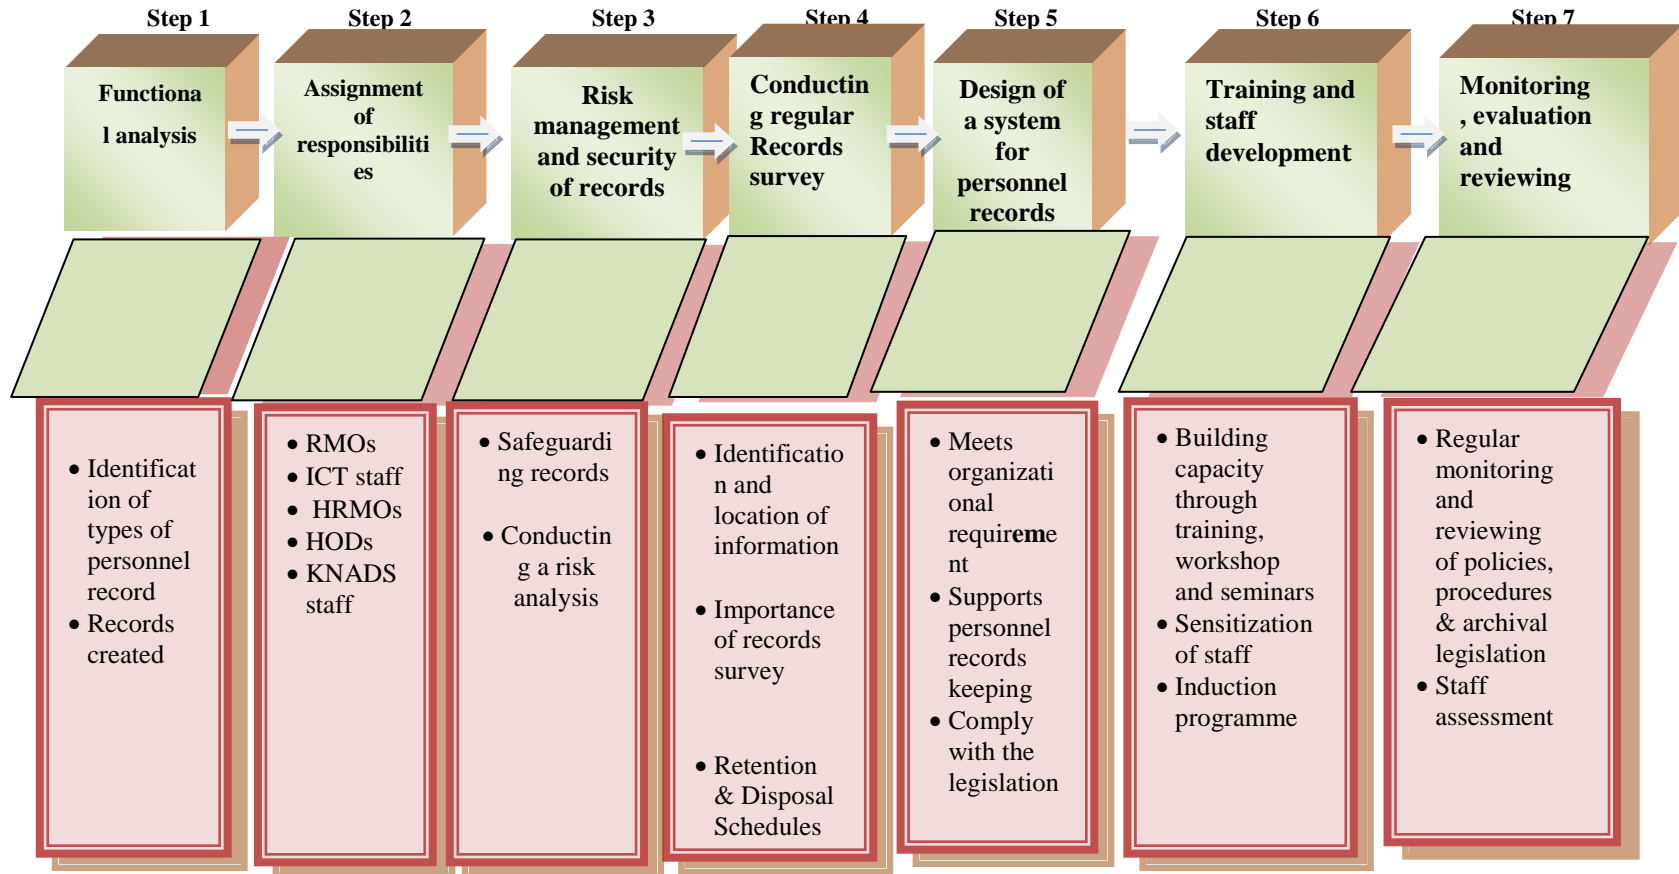 Step 1
Step 2
Step 3
Step 4
Step 5
Step 6
Step 7
Functiona
l analysis
Assignment
of
responsibiliti
es
Risk
management
and security
of records
Conductin
g regular
Records
survey
Design of
a system
for
personnel
records
Training and
staff
development
Monitoring
, evaluation
and
reviewing
• Identificat
ion of
types of
personnel
record
• Records
created
• RMOs
• ICT staff
• HRMOs
• HODs
• KNADS
staff
• Safeguardi
ng records
• Conductin
g a risk
analysis
• Identificatio
n and
location of
information
• Importance
of records
survey
• Retention
& Disposal
Schedules
• Meets
organizati
onal
requireme
nt
• Supports
personnel
records
keeping
• Comply
with the
legislation
• Building
capacity
through
training,
workshop
and seminars
• Sensitization
of staff
• Induction
programme
• Regular
monitoring
and
reviewing
of policies,
procedures
& archival
legislation
• Staff
assessment